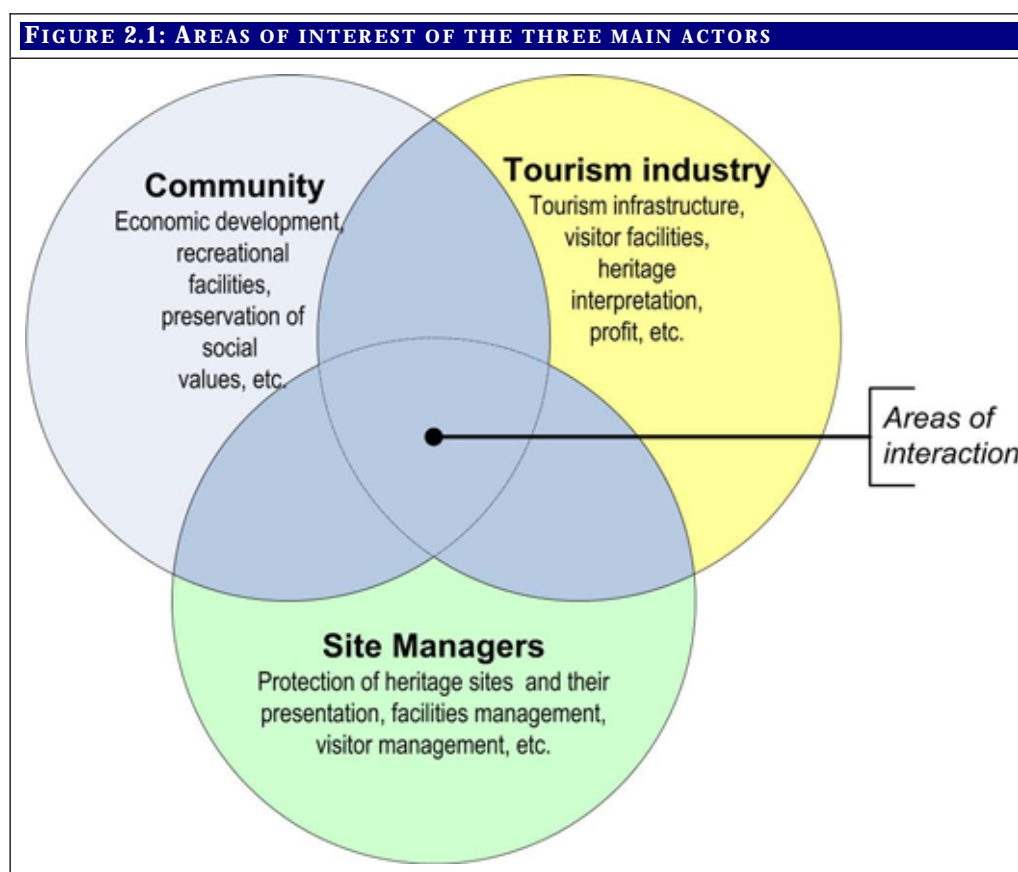 FIGURE 2.1: AREAS OF INTEREST OF THE THREE MAIN ACTORS
Community
Economic development,
recreational
facilities,
preservation of
social
values, etc.
Tourism industry
Tourism infrastructure,
visitor facilities,
heritage
interpretation,
profit, etc.
Areas of
interaction
Site Managers
Protection of heritage sites and their
presentation, facilities management,
visitor management, etc.